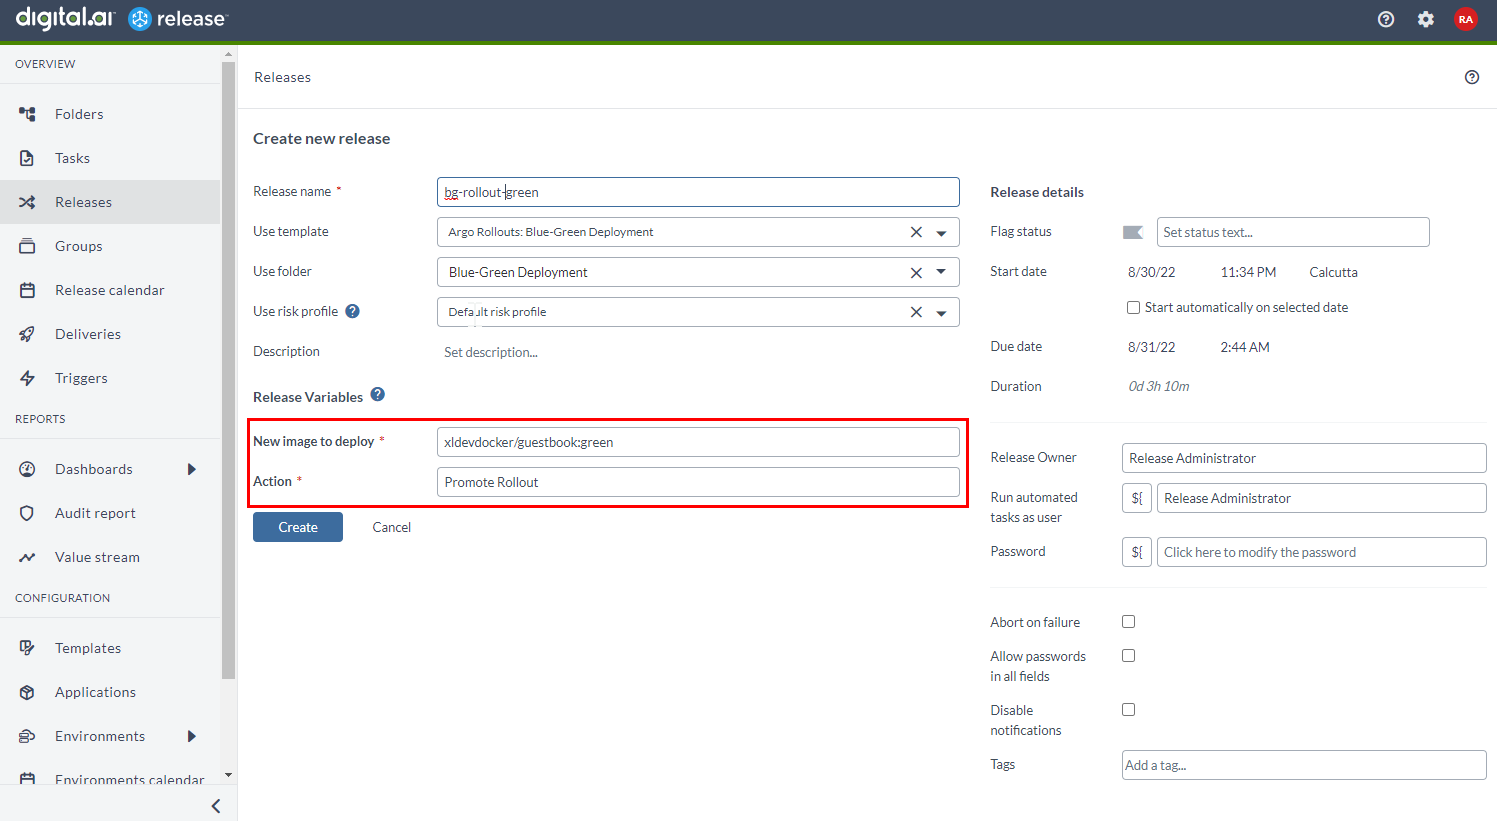 digital.ai release
RA
OVERVIEW
Folders
Tasks
Releases
Groups
Release calendar
Deliveries
Triggers
REPORTS
Dashboards
Audit report
Value stream
CONFIGURATION
Templates
Applications
Environments
Environments calendar
Releases
Create new release
Release name *
bg-rollout-green
Use template
Argo Rollouts: Blue-Green Deployment
Use folder
Blue-Green Deployment
Use risk profile
Default risk profile
Description
Set description...
Release Variables
New image to deploy *
xldevdocker/guestbook:green
Action *
Promote Rollout
Create Cancel
Release details
Flag status
Set status text...
Start date
8/30/22 11:34 PM Calcutta
Start automatically on selected date
Due date
8/31/22 2:44 AM
Duration
0d 3h 10m
Release Owner
Release Administrator
Run automated
tasks as user
${ Release Administrator
Password
${ Click here to modify the password
Abort on failure
Allow passwords
in all fields
Disable
notifications
Tags
Add a tag...